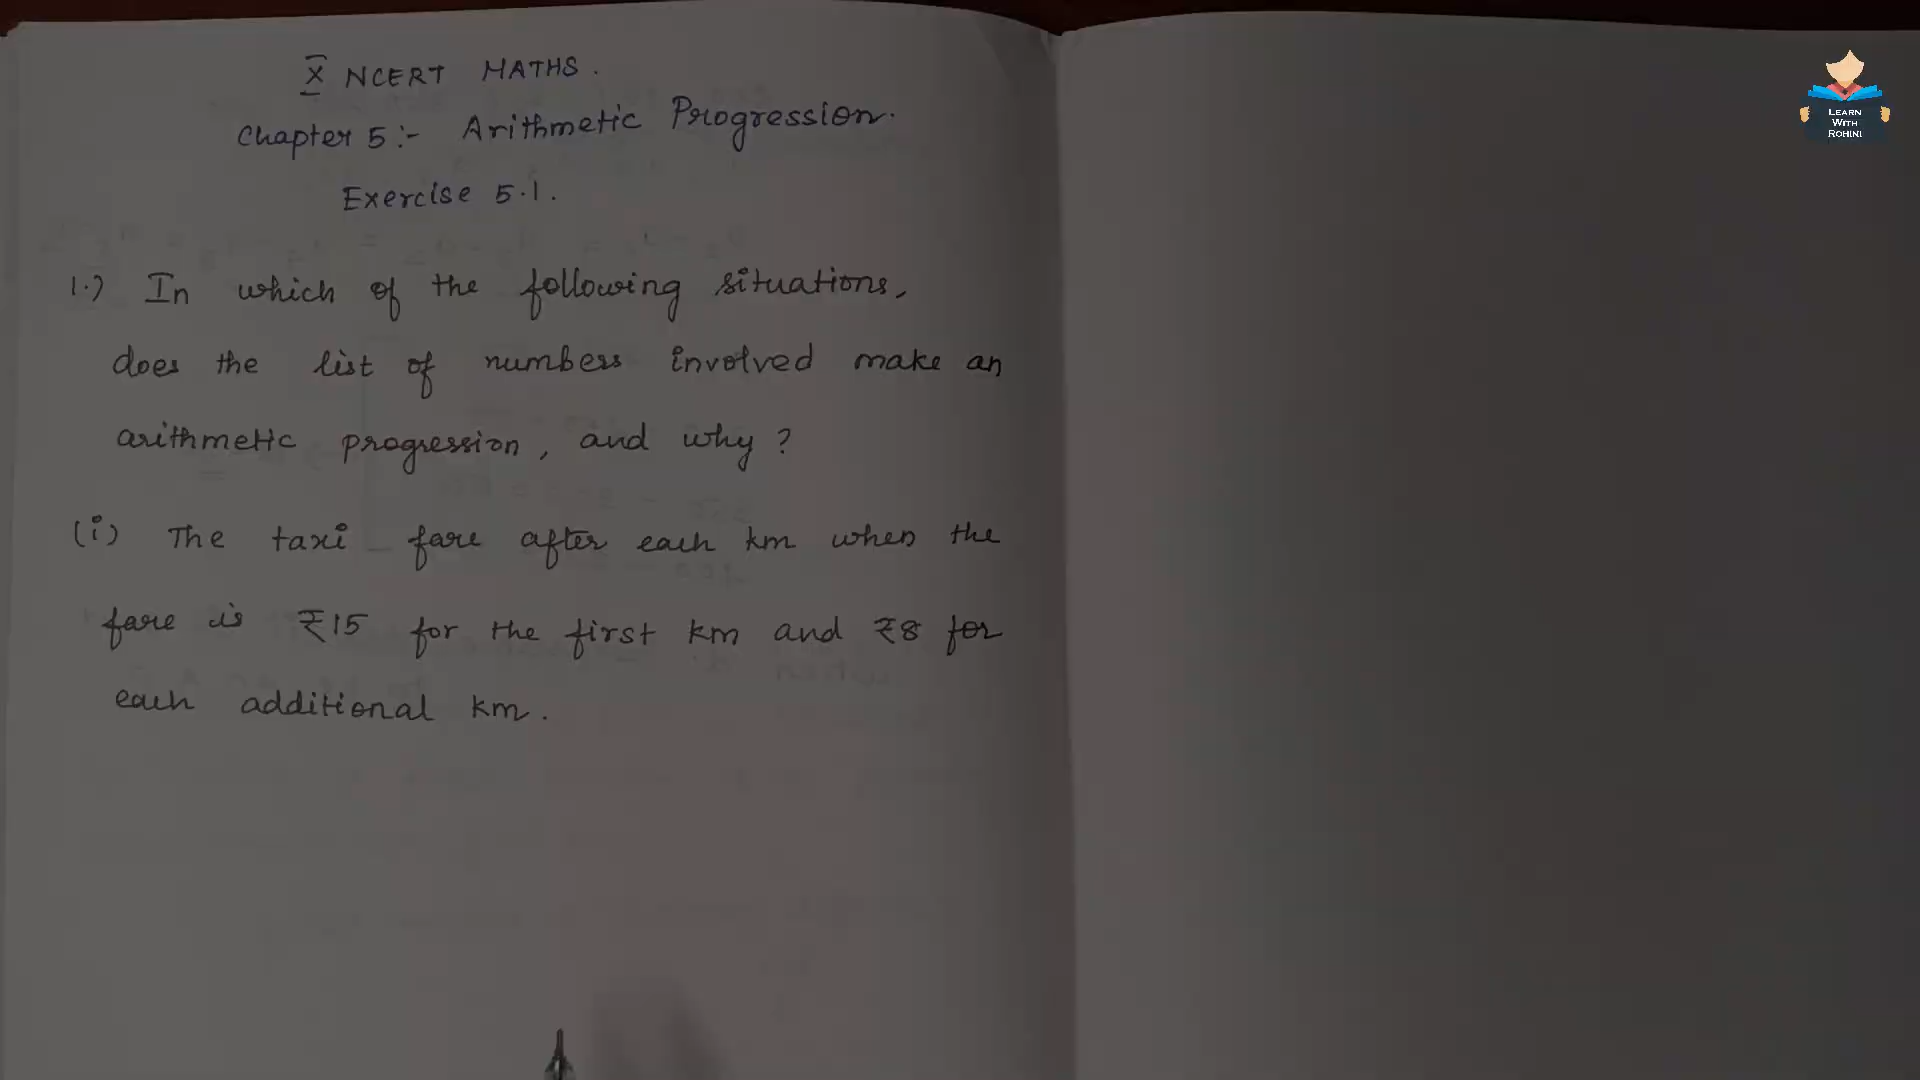 X NCERT MATHS.
Chapter 5:- Arithmetic Progression.
Exercise 5.1.
1.) In which of the following situations,
does the list of numbers involved make an
arithmetic progression, and why?
(i) The taxi fare after each km when the
fare is ₹15 for the first km and ₹8 for
each additional km.
LEARN
WITH
ROHINI